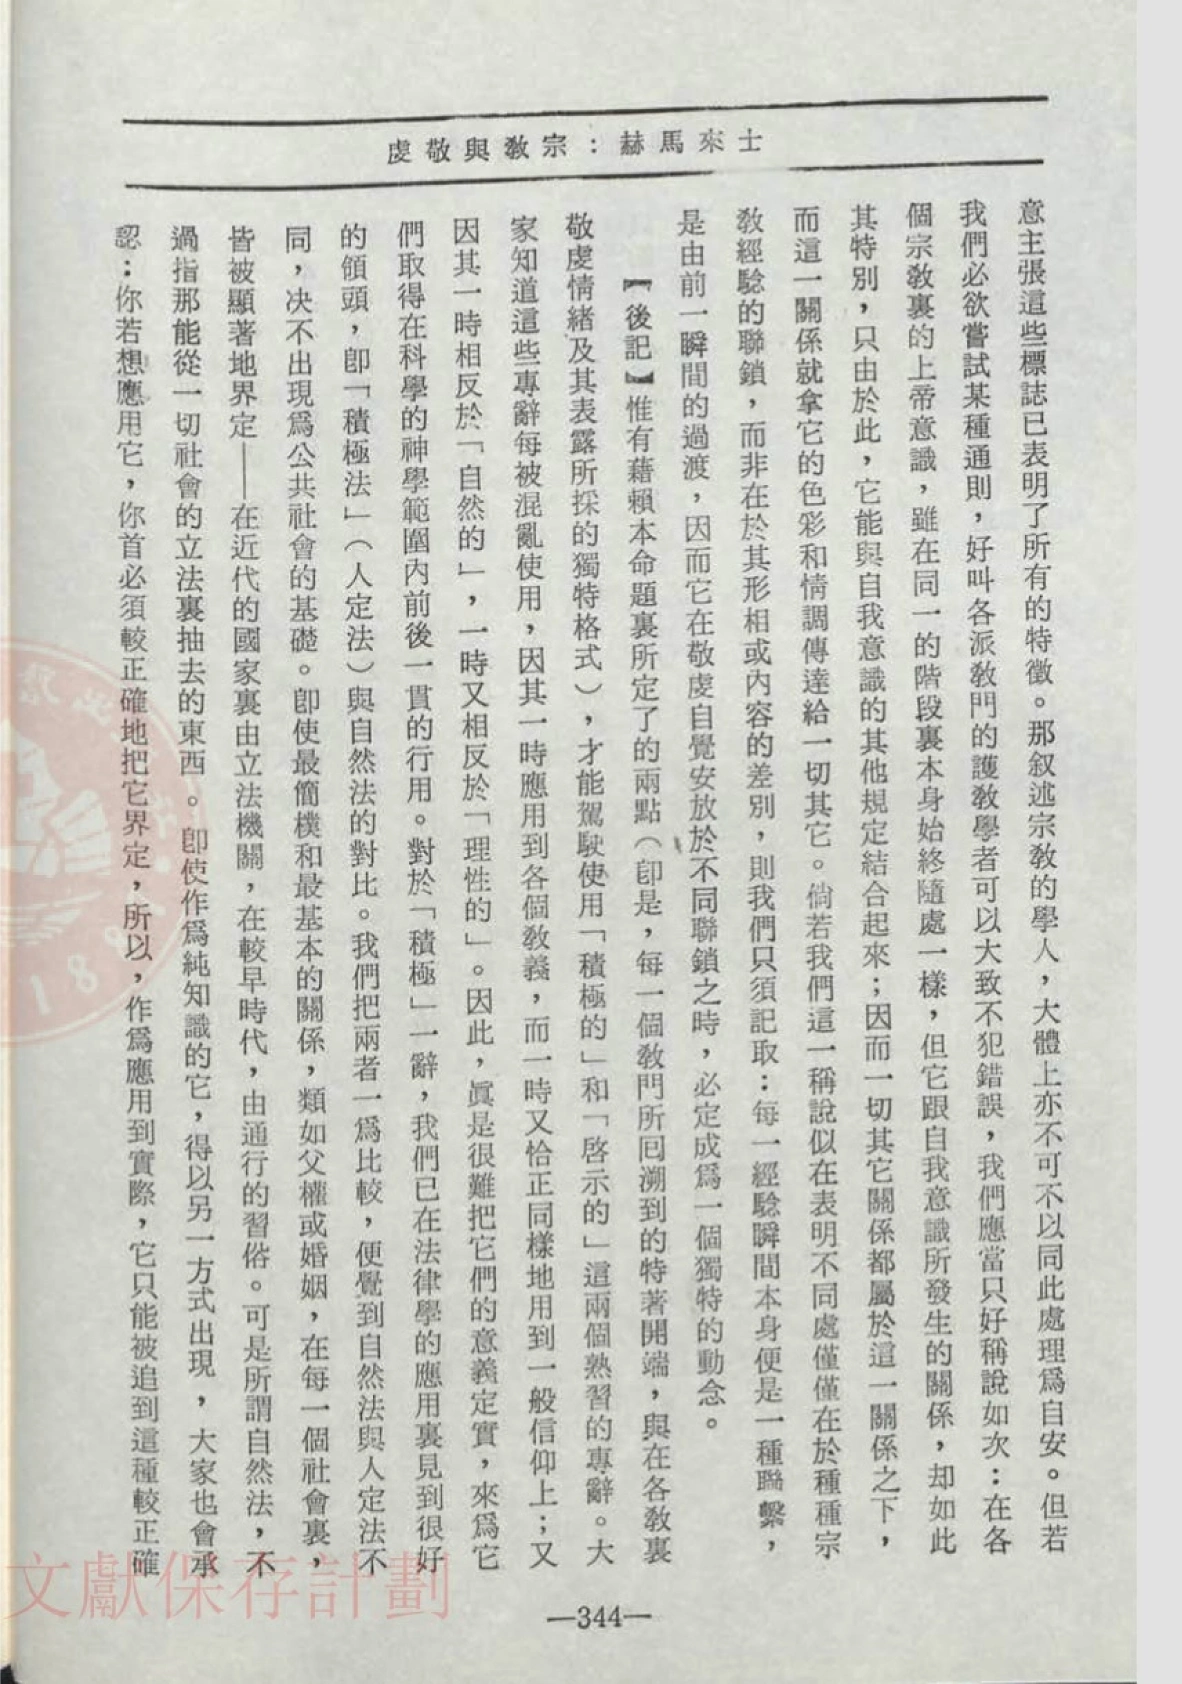 士來馬赫：宗教與敬虔
意主張這些標誌已表明了所有的特徵。那叙述宗教的學人，大體上亦不可不以同此處理爲自安。但若
我們必欲嘗試某種通則，好叫各派教門的護教學者可以大致不犯錯誤，我們應當只好稱說如次：在各
個宗教裏的上帝意識，雖在同一的階段裏本身始終隨處一樣，但它跟自我意識所發生的關係，却如此
其特別，只由於此，它能與自我意識的其他規定結合起來；因而一切其它關係都屬於這一關係之下，
而這一關係就拿它的色彩和情調傳達給一切其它。倘若我們這一稱說似在表明不同處僅僅在於種種宗
教經驗的聯鎖，而非在於其形相或內容的差別，則我們只須記取：每一經驗瞬間本身便是一種聯繫，
是由前一瞬間的過渡，因而它在敬虔自覺安放於不同聯鎖之時，必定成爲一個獨特的動念。
【後記】惟有藉賴本命題裏所定了的兩點（卽是，每一個教門所囘溯到的特著開端，與在各教裏
敬虔情緒及其表露所採的獨特格式），才能駕駛使用「積極的」和「啓示的」這兩個熟習的專辭。大
家知道這些專辭每被混亂使用，因其一時應用到各個教義，而一時又恰正同樣地用到一般信仰上；又
因其一時相反於「自然的」，一時又相反於「理性的」。因此，眞是很難把它們的意義定實，來爲它
們取得在科學的神學範圍內前後一貫的行用。對於「積極」一辭，我們已在法律學的應用裏見到很好
的領頭，卽「積極法」（人定法）與自然法的對比。我們把兩者一爲比較，便覺到自然法與人定法不
同，决不出現爲公共社會的基礎。卽使最簡樸和最基本的關係，類如父權或婚姻，在每一個社會裏，
皆被顯著地界定——在近代的國家裏由立法機關，在較早時代，由通行的習俗。可是所謂自然法，不
過指那能從一切社會的立法裏抽去的東西。卽使作爲純知識的它，得以另一方式出現，大家也會承
認：你若想應用它，你首必須較正確地把它界定，所以，作爲應用到實際，它只能被追到這種較正確
—344—
文獻保存計劃